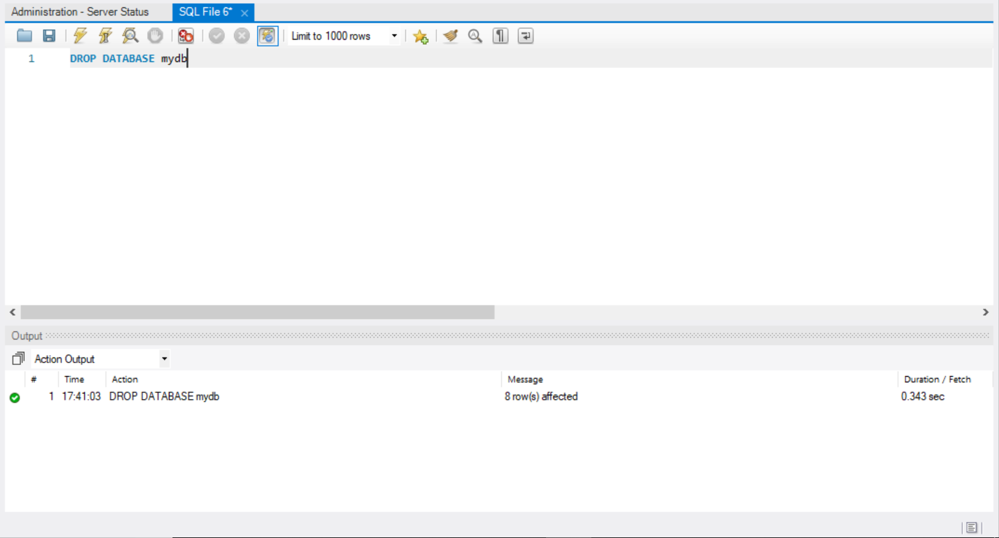 Administration - Server Status SQL File 6*
Limit to 1000 rows
1 DROP DATABASE mydb
Output
Action Output
# Time Action Message Duration / Fetch
1 17:41:03 DROP DATABASE mydb 8 row(s) affected 0.343 sec